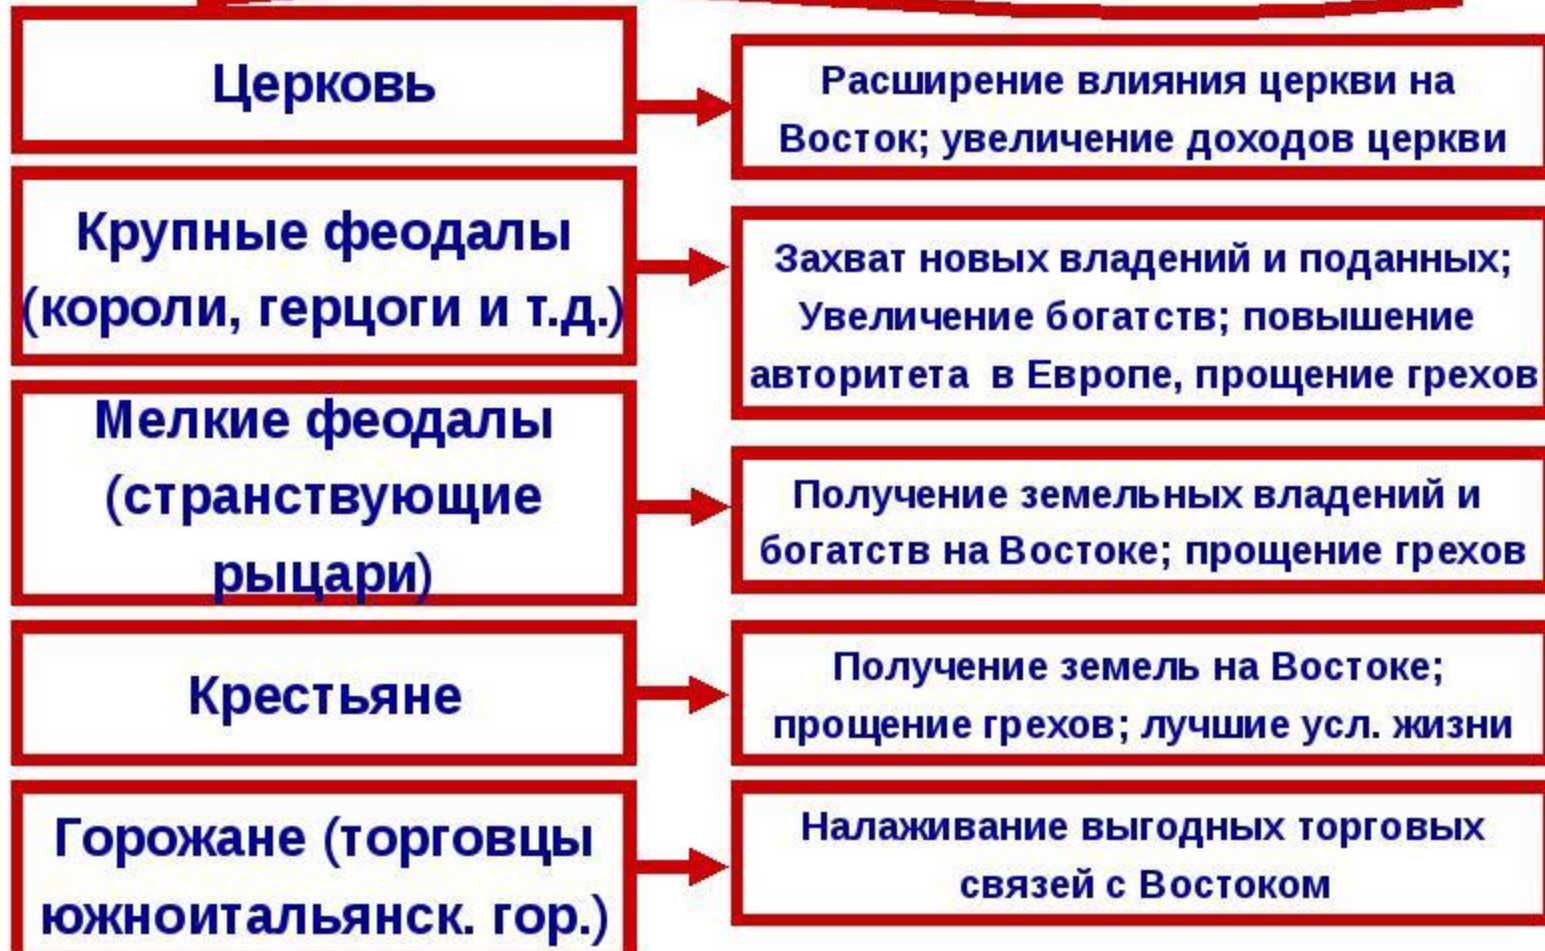 Церковь
Расширение влияния церкви на
Восток; увеличение доходов церкви
Крупные феодалы
(короли, герцоги и т.д.)
Захват новых владений и поданных;
Увеличение богатств; повышение
авторитета в Европе, прощение грехов
Мелкие феодалы
(странствующие
рыцари)
Получение земельных владений и
богатств на Востоке; прощение грехов
Крестьяне
Получение земель на Востоке;
прощение грехов; лучшие усл. жизни
Горожане (торговцы
южноитальянск. гор.)
Налаживание выгодных торговых
связей с Востоком